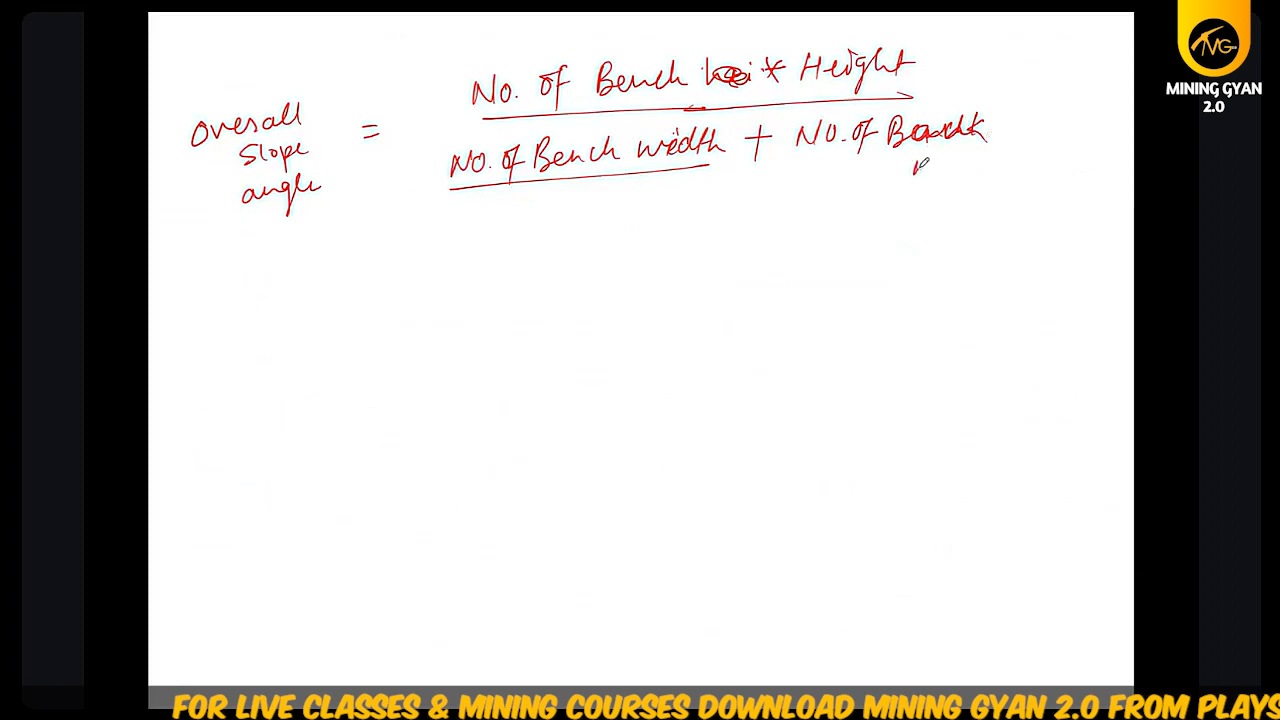 No. of Bench * Height
Overall
Slope
angle
=
No. of Bench width + No. of
MG
MINING GYAN
2.0
FOR LIVE CLASSES & MINING COURSES DOWNLOAD MINING GYAN 2.0 FROM PLAYS